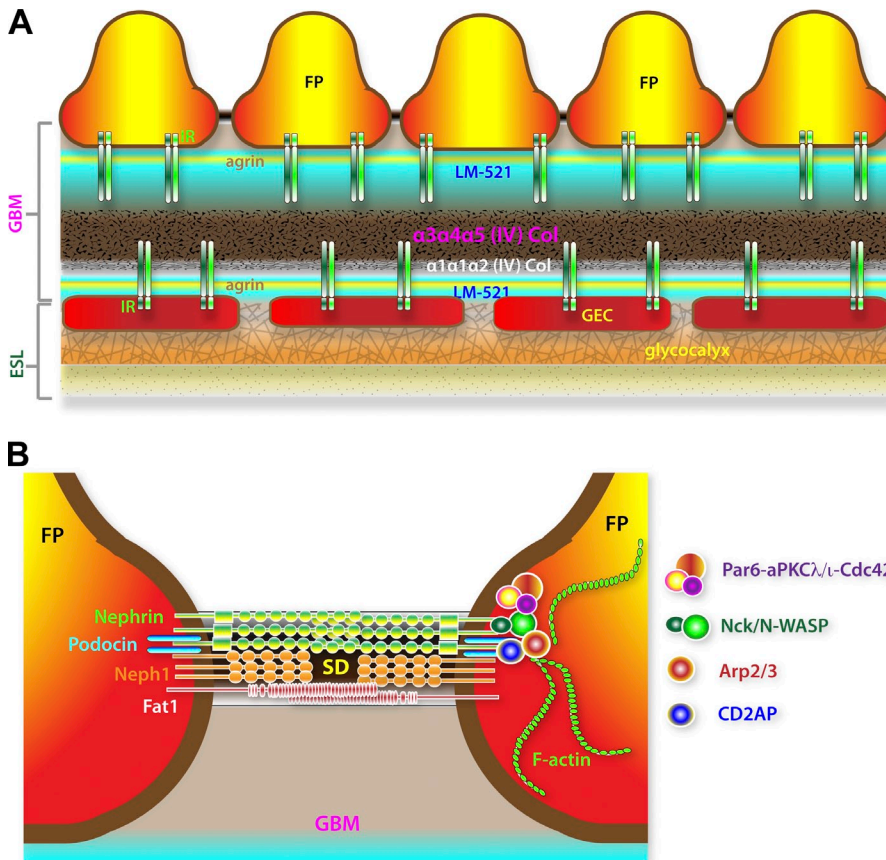 A
FP
FP
IR
agrin
LM-521
GBM
α3α4α5 (IV) Col
α1α1α2 (IV) Col
agrin
LM-521
IR
GEC
ESL
glycocalyx
B
FP
FP
Par6-aPKCλ/ι-Cdc42
Nephrin
Nck/N-WASP
Podocin
SD
Neph1
Arp2/3
Fat1
CD2AP
F-actin
GBM